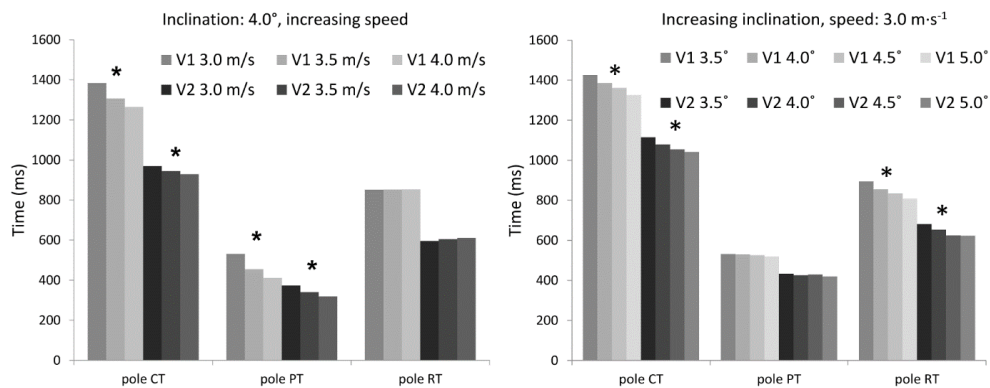 Inclination: 4.0°, increasing speed
Time (ms)
1600
1400
1200
1000
800
600
400
200
0
V1 3.0 m/s V1 3.5 m/s V1 4.0 m/s
V2 3.0 m/s V2 3.5 m/s V2 4.0 m/s
*
*
*
*
pole CT pole PT pole RT
Increasing inclination, speed: 3.0 m·s-1
Time (ms)
1600
1400
1200
1000
800
600
400
200
0
V1 3.5° V1 4.0° V1 4.5° V1 5.0°
V2 3.5° V2 4.0° V2 4.5° V2 5.0°
*
*
*
*
pole CT pole PT pole RT